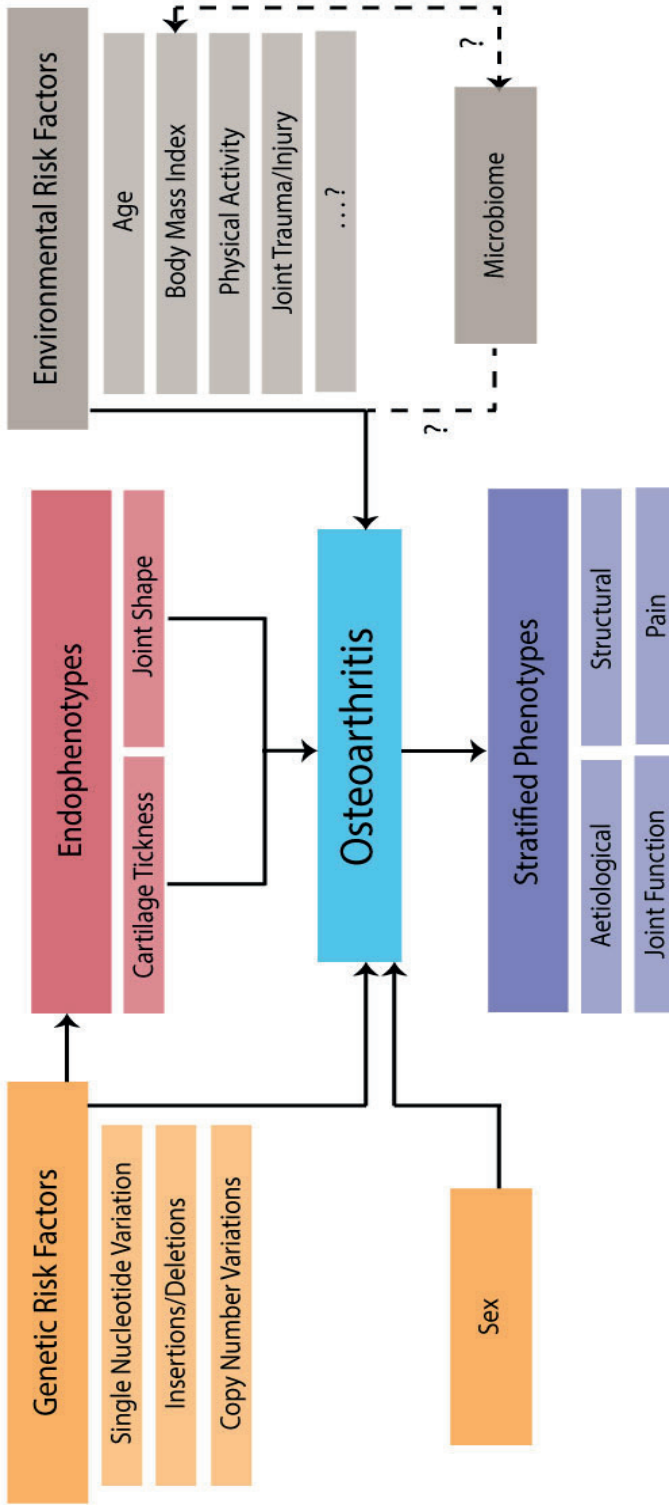 Genetic Risk Factors
Single Nucleotide Variation
Insertions/Deletions
Copy Number Variations
Sex
Endophenotypes
Cartilage Tickness
Joint Shape
Osteoarthritis
Stratified Phenotypes
Aetiological
Structural
Joint Function
Pain
Environmental Risk Factors
Age
Body Mass Index
Physical Activity
Joint Trauma/Injury
...?
?
?
Microbiome